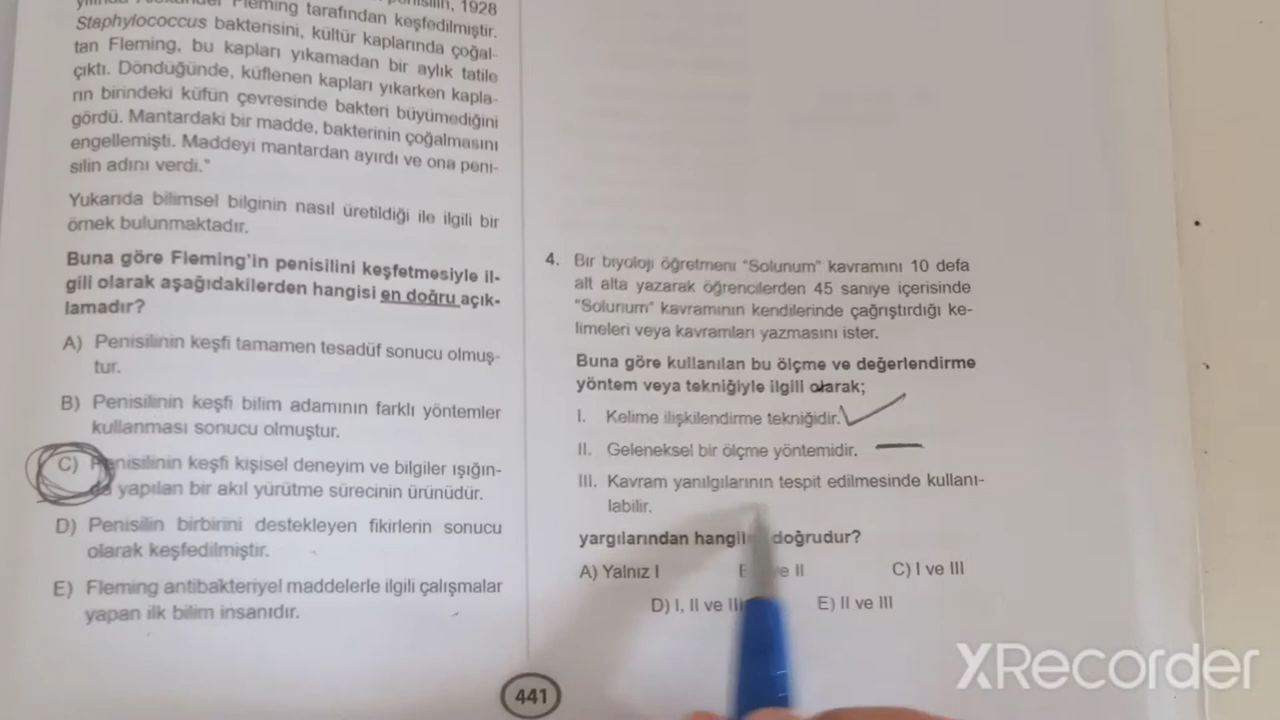 yılında Alexander Fleming tarafından keşfedilmiştir.
Staphylococcus bakterisini, kültür kaplarında çoğal-
tan Fleming, bu kapları yıkamadan bir aylık tatile
çıktı. Döndüğünde, küflenen kapları yıkarken kapla-
rın birindeki küfün çevresinde bakteri büyümediğini
gördü. Mantardaki bir madde, bakterinin çoğalmasını
engellemişti. Maddeyi mantardan ayırdı ve ona peni-
silin adını verdi."
Yukarıda bilimsel bilginin nasıl üretildiği ile ilgili bir
örnek bulunmaktadır.
Buna göre Fleming'in penisilini keşfetmesiyle il-
gili olarak aşağıdakilerden hangisi en doğru açık-
lamadır?
A) Penisilinin keşfi tamamen tesadüf sonucu olmuş-
tur.
B) Penisilinin keşfi bilim adamının farklı yöntemler
kullanması sonucu olmuştur.
C) Penisilinin keşfi kişisel deneyim ve bilgiler ışığın-
da yapılan bir akıl yürütme sürecinin ürünüdür.
D) Penisilin birbirini destekleyen fikirlerin sonucu
olarak keşfedilmiştir.
E) Fleming antibakteriyel maddelerle ilgili çalışmalar
yapan ilk bilim insanıdır.
4. Bir biyoloji öğretmeni "Solunum" kavramını 10 defa
alt alta yazarak öğrencilerden 45 saniye içerisinde
"Solunum" kavramının kendilerinde çağrıştırdığı ke-
limeleri veya kavramları yazmasını ister.
Buna göre kullanılan bu ölçme ve değerlendirme
yöntem veya tekniğiyle ilgili olarak;
I. Kelime ilişkilendirme tekniğidir.
II. Geleneksel bir ölçme yöntemidir.
III. Kavram yanılgılarının tespit edilmesinde kullanı-
labilir.
yargılarından doğrudur?
A) Yalnız I ve II C) I ve III
D) I, II ve III E) II ve III
441
XRecorder